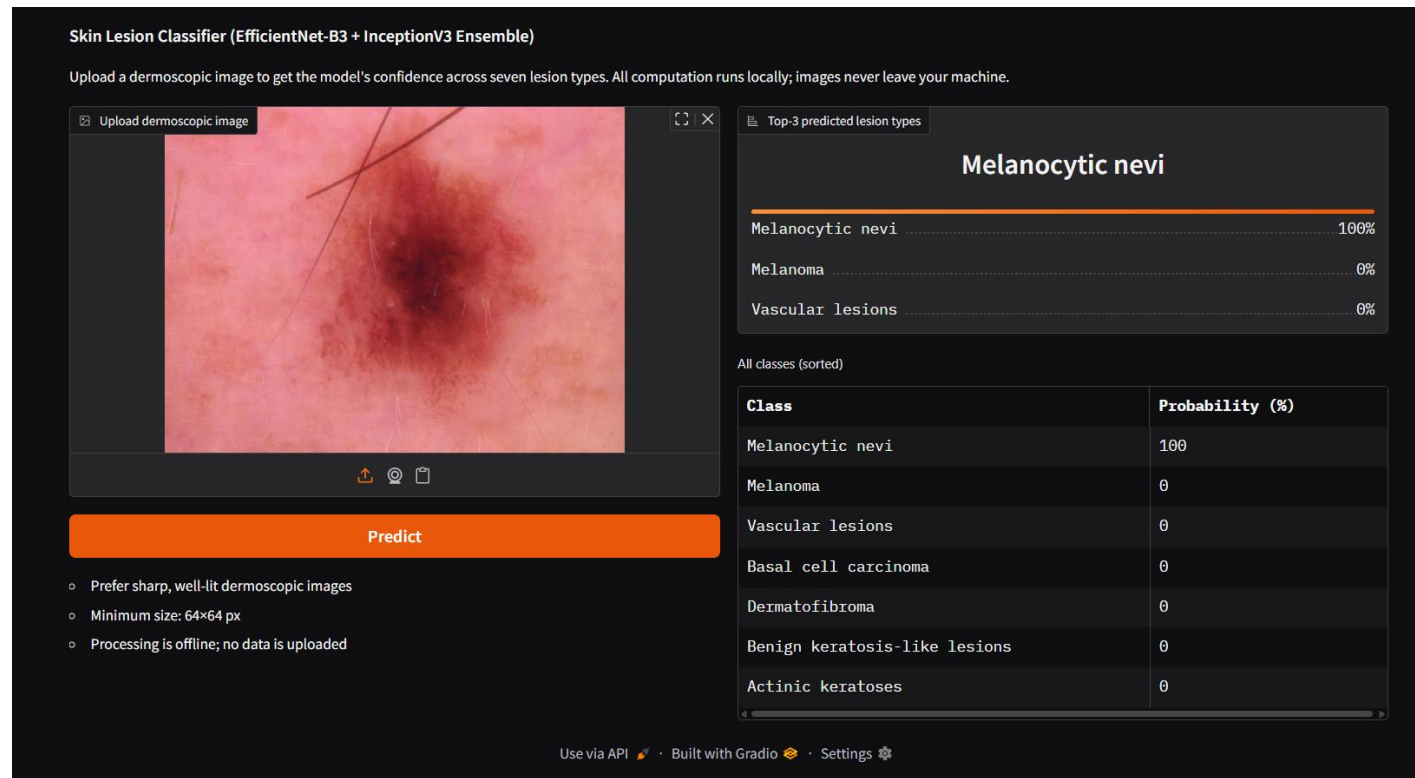 Skin Lesion Classifier (EfficientNet-B3 + InceptionV3 Ensemble)
Upload a dermoscopic image to get the model's confidence across seven lesion types. All computation runs locally; images never leave your machine.
Upload dermoscopic image
Predict
Prefer sharp, well-lit dermoscopic images
Minimum size: 64×64 px
Processing is offline; no data is uploaded
Top-3 predicted lesion types
Melanocytic nevi
Melanocytic nevi 100%
Melanoma 0%
Vascular lesions 0%
All classes (sorted)
Class Probability (%)
Melanocytic nevi 100
Melanoma 0
Vascular lesions 0
Basal cell carcinoma 0
Dermatofibroma 0
Benign keratosis-like lesions 0
Actinic keratoses 0
Use via API · Built with Gradio · Settings